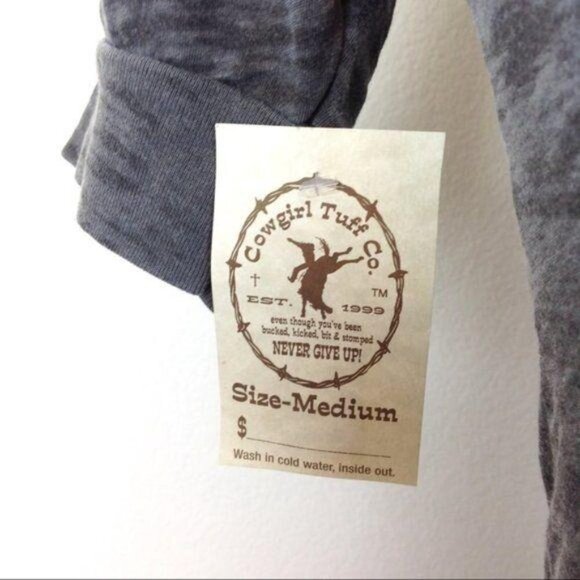 Cowgirl Tuff Co.
TM
EST. 1999
even though you've been
bucked, kicked, bit & stomped
NEVER GIVE UP!
Size-Medium
$
Wash in cold water, inside out.